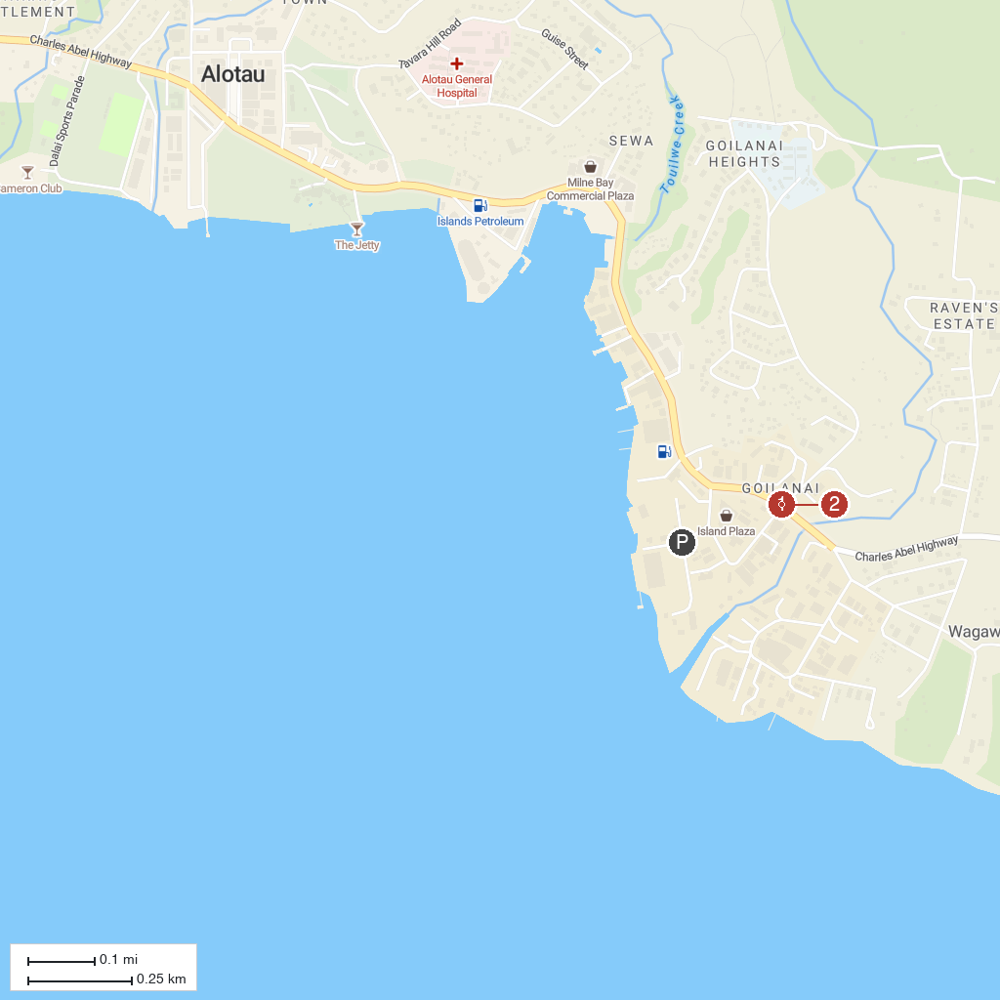 TOWN
TLEMENT
Charles Abel Highway
Alotau
Tavara Hill Road
Guise Street
Alotau General
Hospital
Dalai Sports Parade
Touilwe Creek
SEWA
GOILANAI
HEIGHTS
ameron Club
Milne Bay
Commercial Plaza
Islands Petroleum
The Jetty
RAVEN'S
ESTATE
GOILANAI
2
Island Plaza
P
Charles Abel Highway
Wagaw
0.1 mi
0.25 km